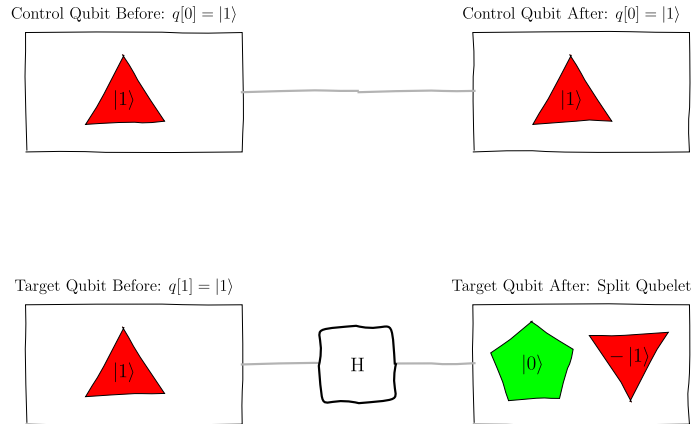 Control Qubit Before: q[0] = |1⟩
Control Qubit After: q[0] = |1⟩
|1⟩
|1⟩
Target Qubit Before: q[1] = |1⟩
Target Qubit After: Split Qubelet
|1⟩
H
|0⟩
− |1⟩